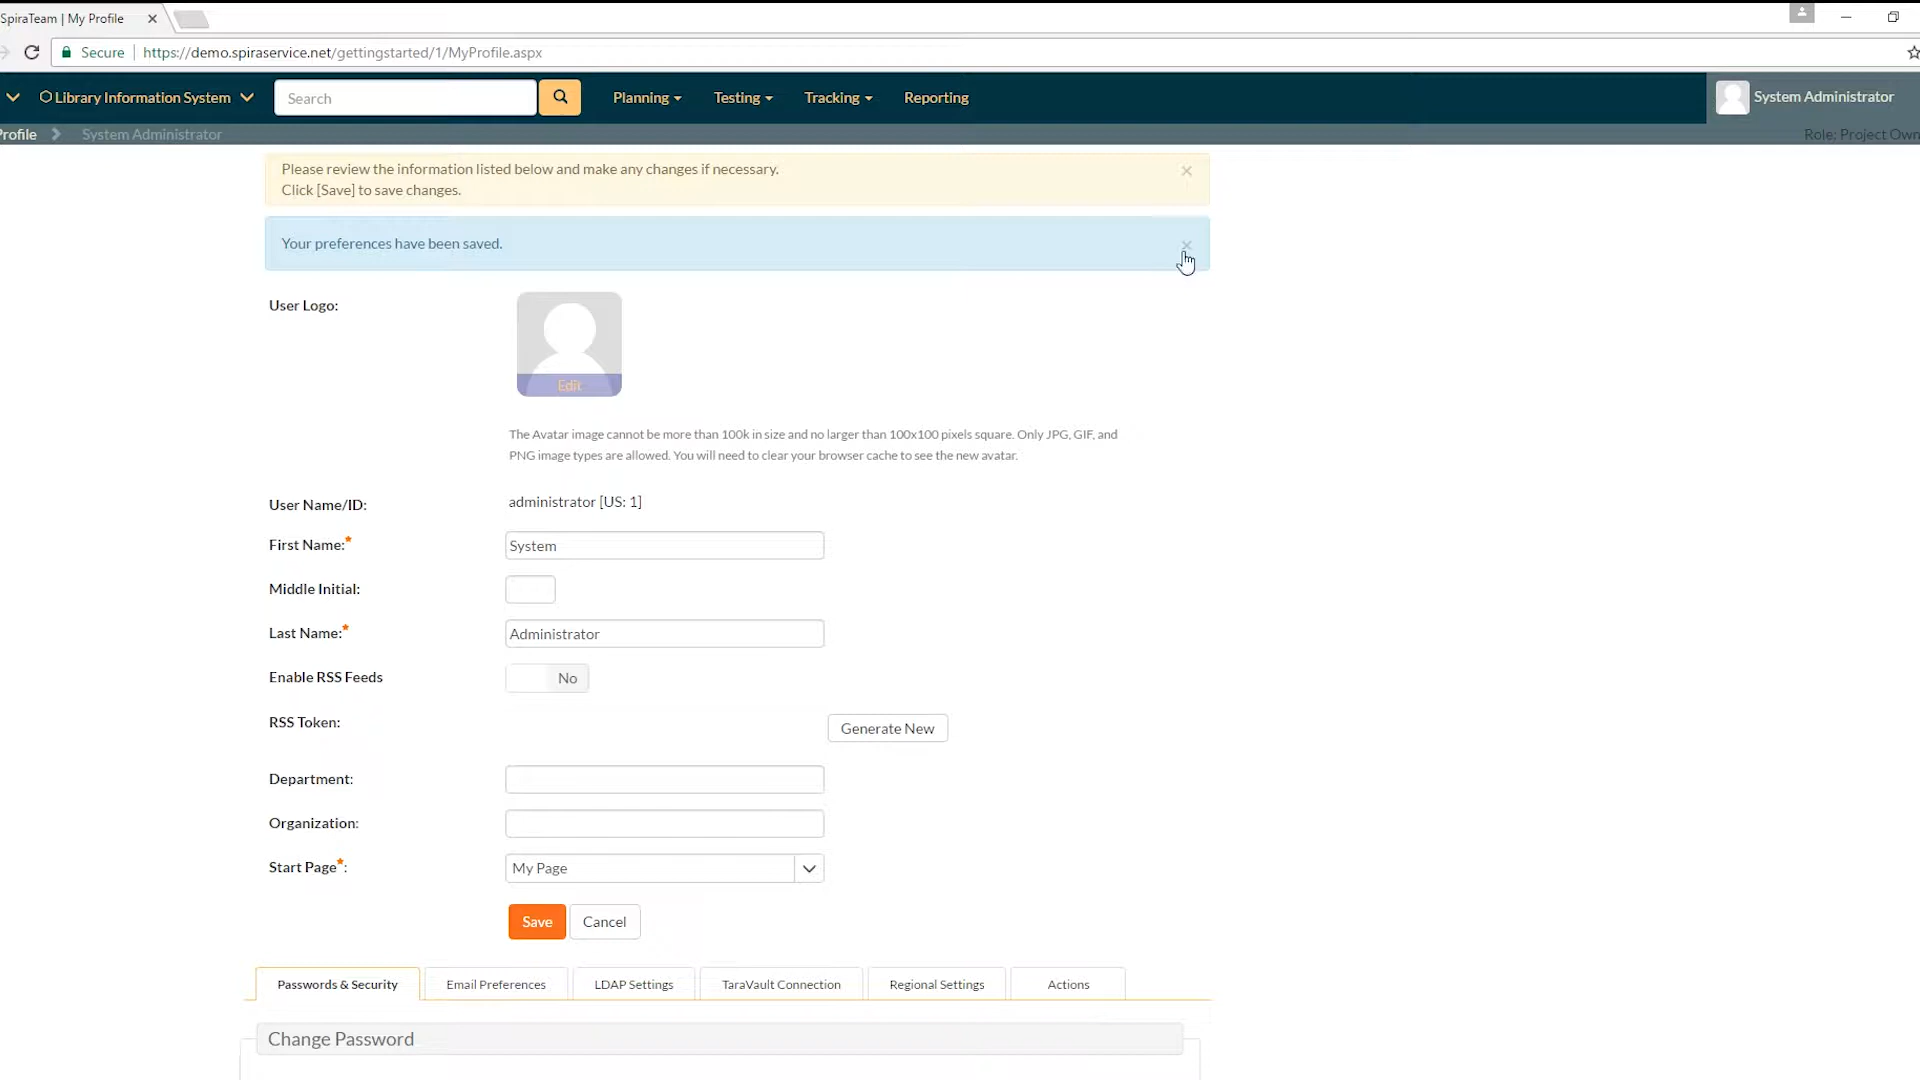 SpiraTeam | My Profile
Secure https://demo.spiraservice.net/gettingstarted/1/MyProfile.aspx
Library Information System
Search
Planning
Testing
Tracking
Reporting
System Administrator
Profile
System Administrator
Role: Project Own
Please review the information listed below and make any changes if necessary.
Click [Save] to save changes.
Your preferences have been saved.
User Logo:
Edit
The Avatar image cannot be more than 100k in size and no larger than 100x100 pixels square. Only JPG, GIF, and
PNG image types are allowed. You will need to clear your browser cache to see the new avatar.
User Name/ID:
administrator [US: 1]
First Name:*
System
Middle Initial:
Last Name:*
Administrator
Enable RSS Feeds
No
RSS Token:
Generate New
Department:
Organization:
Start Page*:
My Page
Save
Cancel
Passwords & Security
Email Preferences
LDAP Settings
TaraVault Connection
Regional Settings
Actions
Change Password